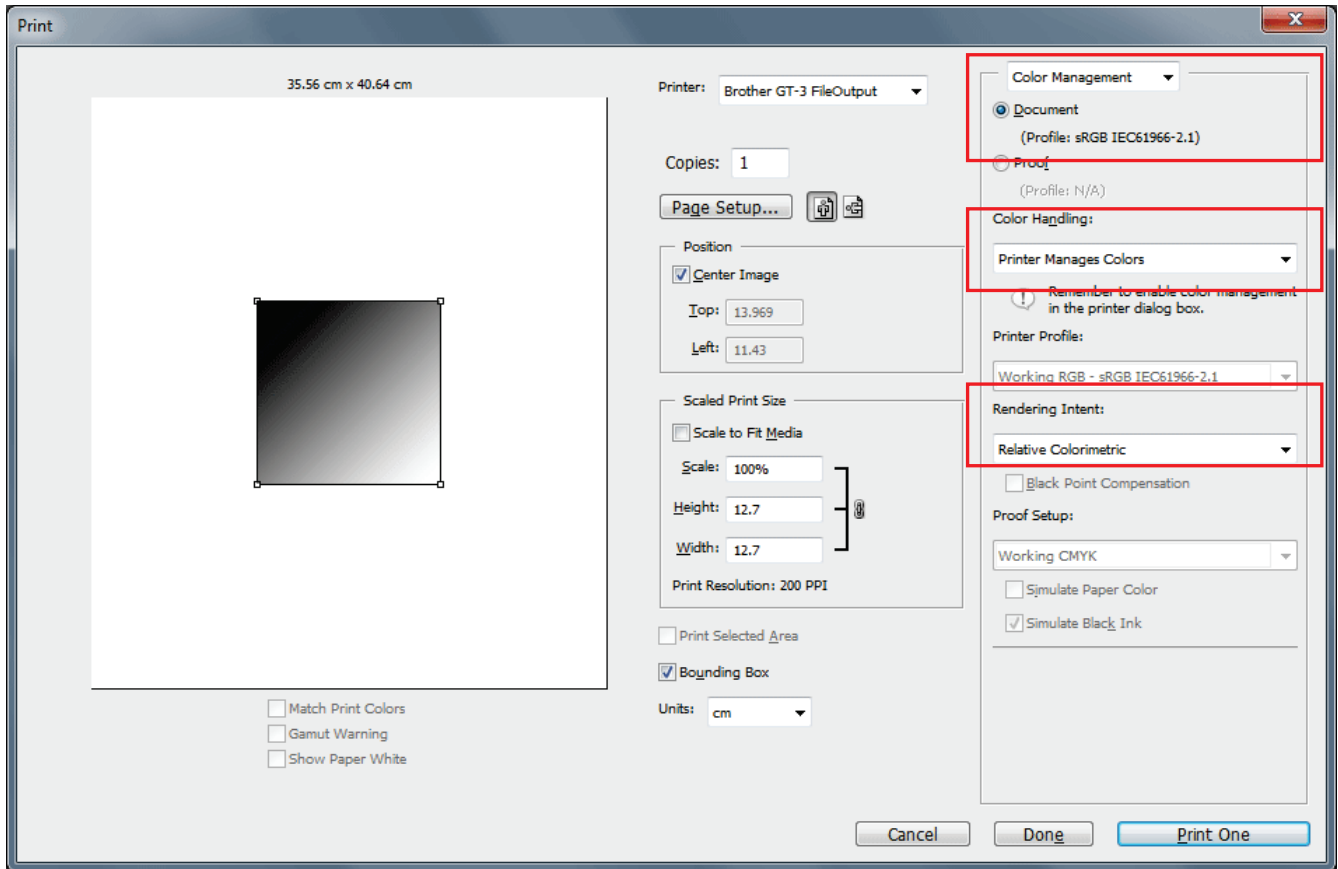 Print
35.56 cm x 40.64 cm
Match Print Colors
Gamut Warning
Show Paper White
Printer: Brother GT-3 FileOutput
Copies: 1
Page Setup...
Position
Center Image
Top: 13.969
Left: 11.43
Scaled Print Size
Scale to Fit Media
Scale: 100%
Height: 12.7
Width: 12.7
Print Resolution: 200 PPI
Print Selected Area
Bounding Box
Units: cm
Color Management
Document
(Profile: sRGB IEC61966-2.1)
Proof
(Profile: N/A)
Color Handling:
Printer Manages Colors
Remember to enable color management
in the printer dialog box.
Printer Profile:
Working RGB - sRGB IEC61966-2.1
Rendering Intent:
Relative Colorimetric
Black Point Compensation
Proof Setup:
Working CMYK
Simulate Paper Color
Simulate Black Ink
Cancel
Done
Print One